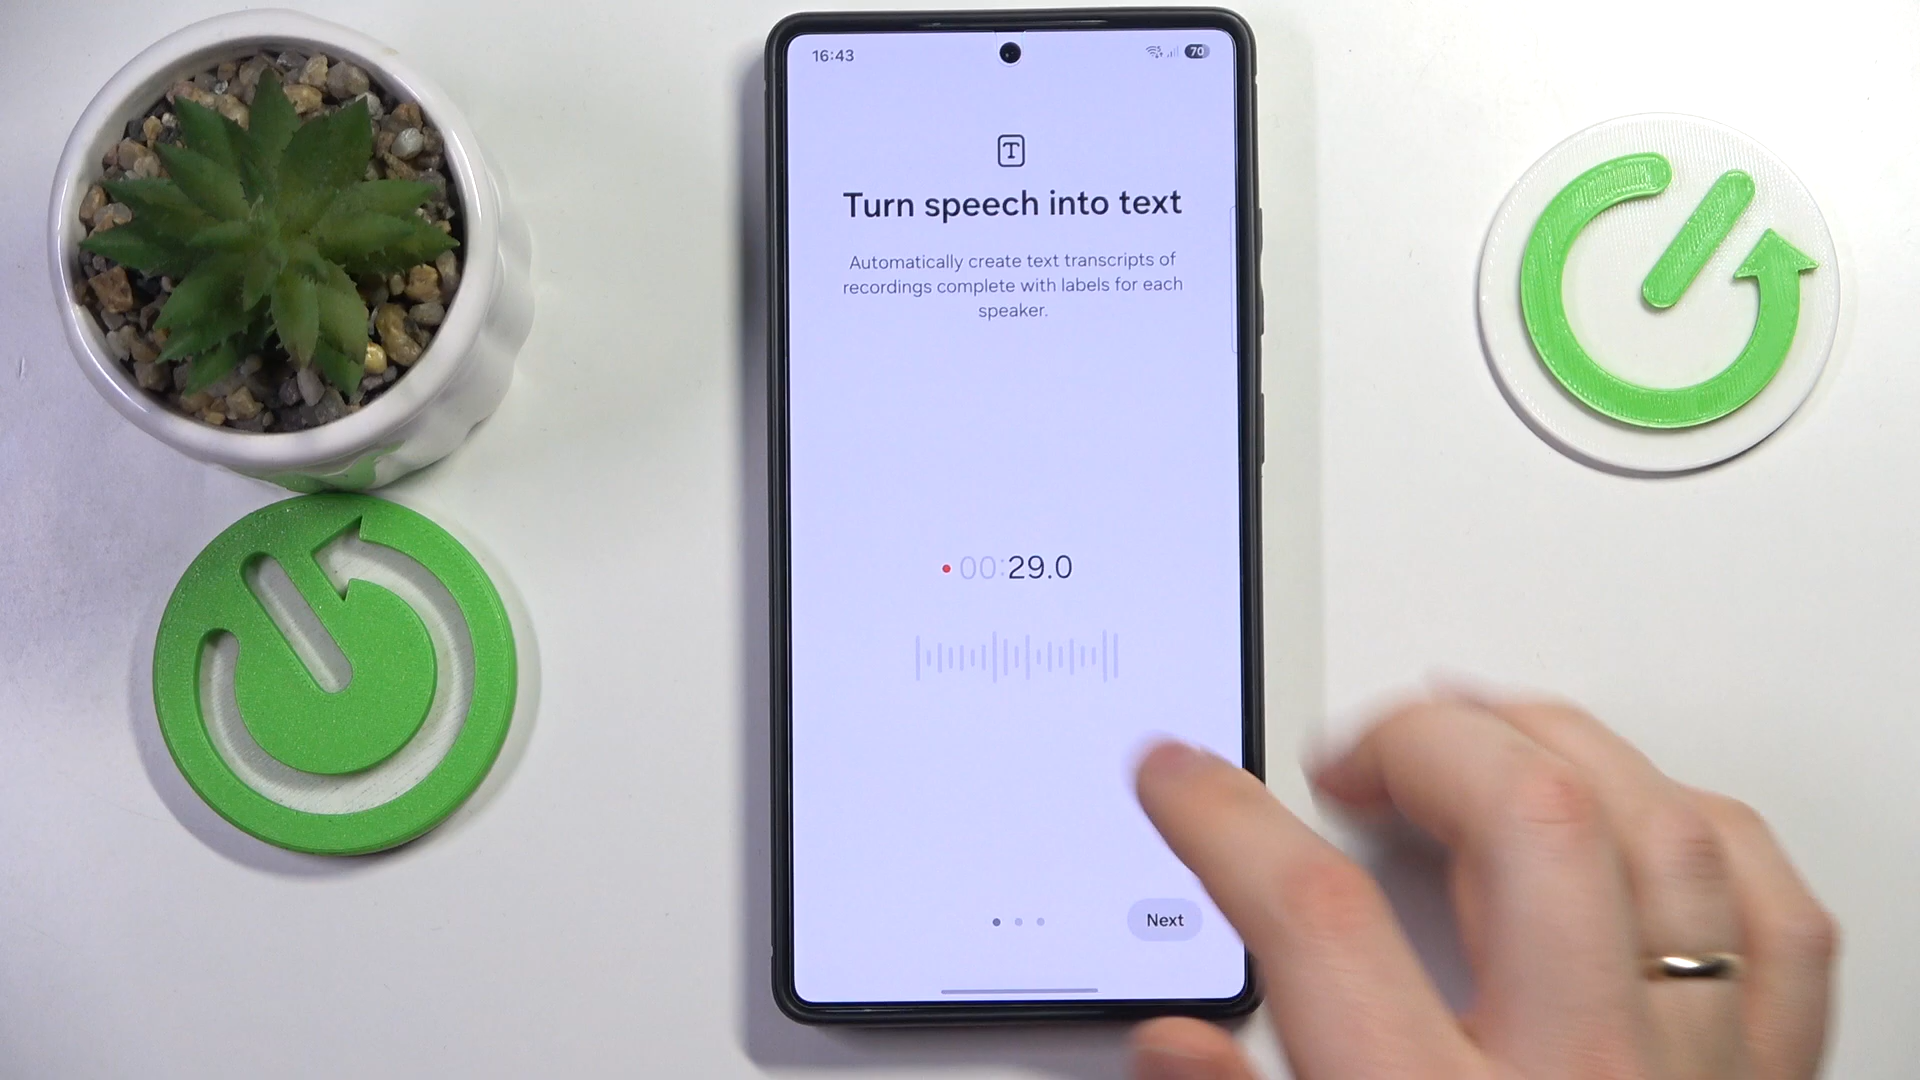 16:43
70
T
Turn speech into text
Automatically create text transcripts of
recordings complete with labels for each
speaker.
00:29.0
Next